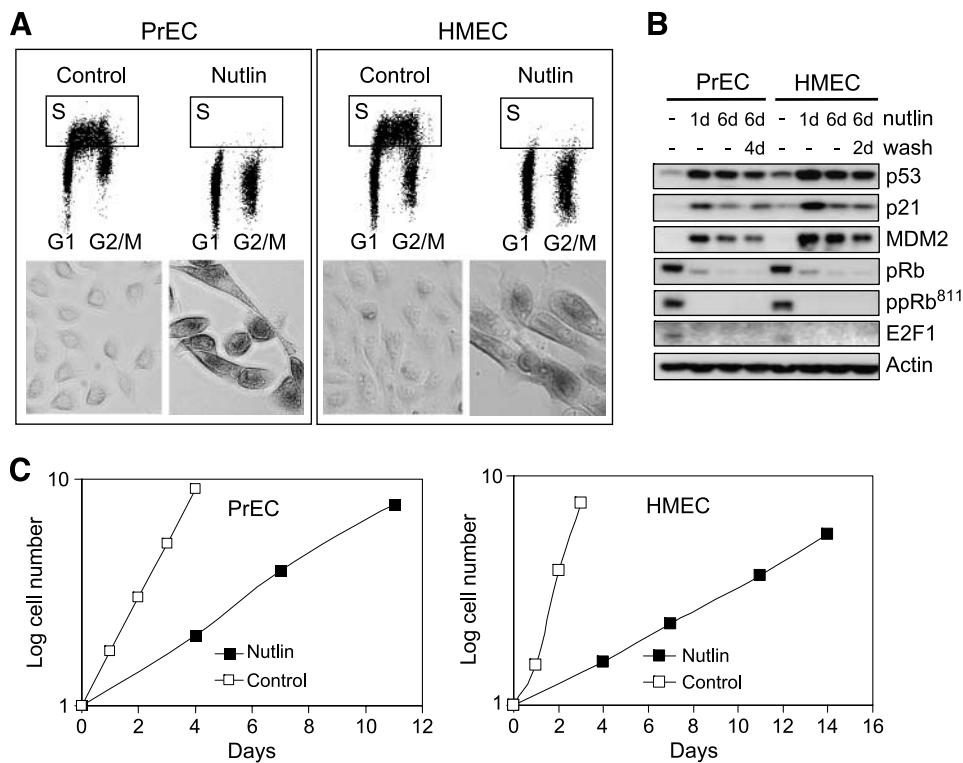 A
PrEC
HMEC
Control
Nutlin
Control
Nutlin
S
S
S
S
G1 G2/M
G1 G2/M
G1 G2/M
G1 G2/M
B
PrEC HMEC
- 1d 6d 6d - 1d 6d 6d nutlin
- - - 4d - - - 2d wash
p53
p21
MDM2
pRb
ppRb811
E2F1
Actin
C
10
1
Log cell number
PrEC
Nutlin
Control
0 2 4 6 8 10 12
Days
10
1
Log cell number
HMEC
Nutlin
Control
0 2 4 6 8 10 12 14 16
Days